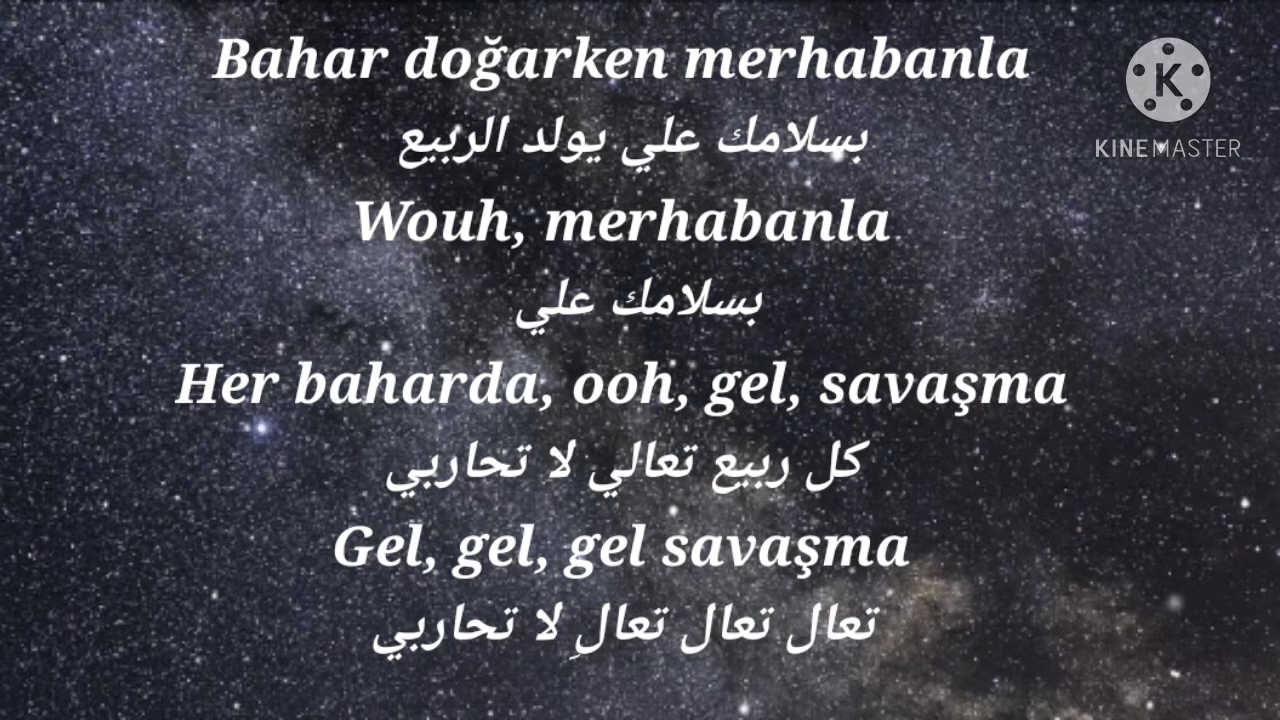 Bahar doğarken merhabanla
بسلامك علي يولد الربيع
Wouh, merhabanla
بسلامك علي
Her baharda, ooh, gel, savaşma
كل ربيع تعالي لا تحاربي
Gel, gel, gel savaşma
تعال تعال تعالِ لا تحاربي
K
KINEMASTER